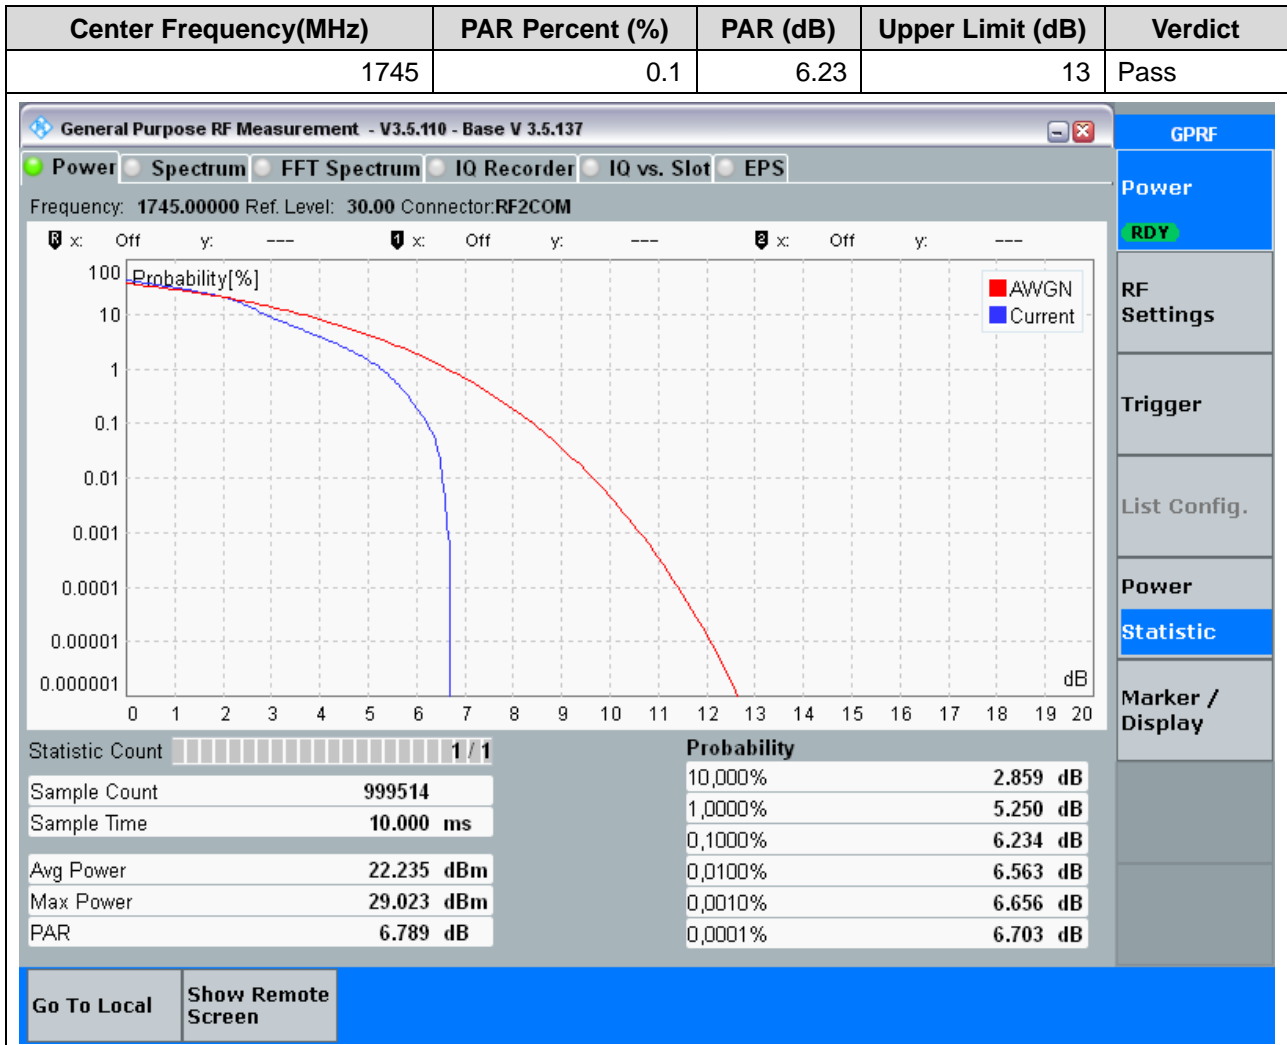 Center Frequency(MHz) PAR Percent (%) PAR (dB) Upper Limit (dB) Verdict
1745 0.1 6.23 13 Pass
General Purpose RF Measurement - V3.5.110 - Base V 3.5.137
GPRF
Power Spectrum FFT Spectrum IQ Recorder IQ vs. Slot EPS
Power
RDY
Frequency: 1745.00000 Ref. Level: 30.00 Connector:RF2COM
R x: Off y: --- 1 x: Off y: --- 2 x: Off y: ---
Probability[%]
AWGN
Current
100
10
1
0.1
0.01
0.001
0.0001
0.00001
0.000001
dB
0 1 2 3 4 5 6 7 8 9 10 11 12 13 14 15 16 17 18 19 20
RF
Settings
Trigger
List Config.
Power
Statistic
Marker /
Display
Statistic Count 1 / 1
Sample Count 999514
Sample Time 10.000 ms
Avg Power 22.235 dBm
Max Power 29.023 dBm
PAR 6.789 dB
Probability
10,000% 2.859 dB
1,0000% 5.250 dB
0,1000% 6.234 dB
0,0100% 6.563 dB
0,0010% 6.656 dB
0,0001% 6.703 dB
Go To Local
Show Remote
Screen